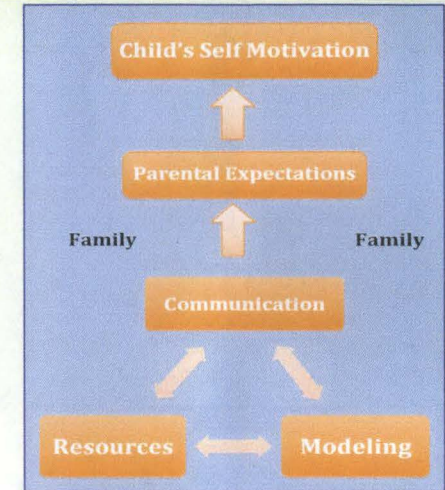 Child's Self Motivation
Parental Expectations
Family Family
Communication
Resources Modeling